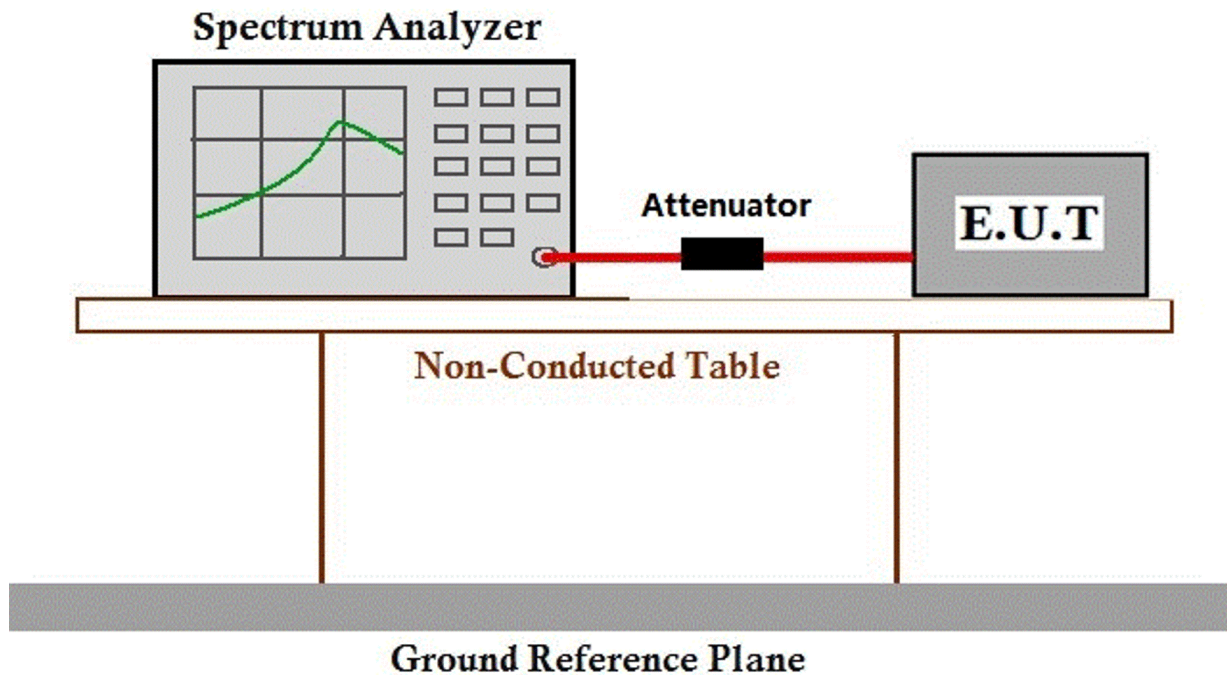 Spectrum Analyzer
Attenuator
E.U.T
Non-Conducted Table
Ground Reference Plane